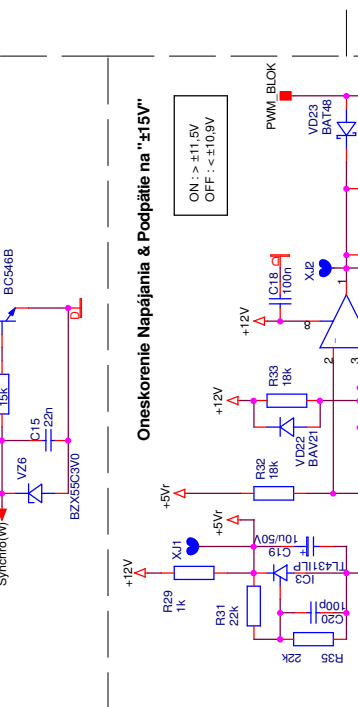 BC546B
15k
C15
22n
VZ6
BZX55C3V0
Synchro(W)
D
Oneskorenie Napájania & Podpätie na "±15V"
ON : > ±11,5V
OFF : < ±10,9V
PWM_BLOK
VD23
BAT48
XJ2
C18
100n
+12V
8
1
2
3
+12V
R33
18k
VD22
BAV21
R32
18k
+5Vr
+5Vr
XJ1
+12V
R29
1k
R31
22k
C19
10u/50V
+
IC3
TL431ILP
C20
100p
R35
22k